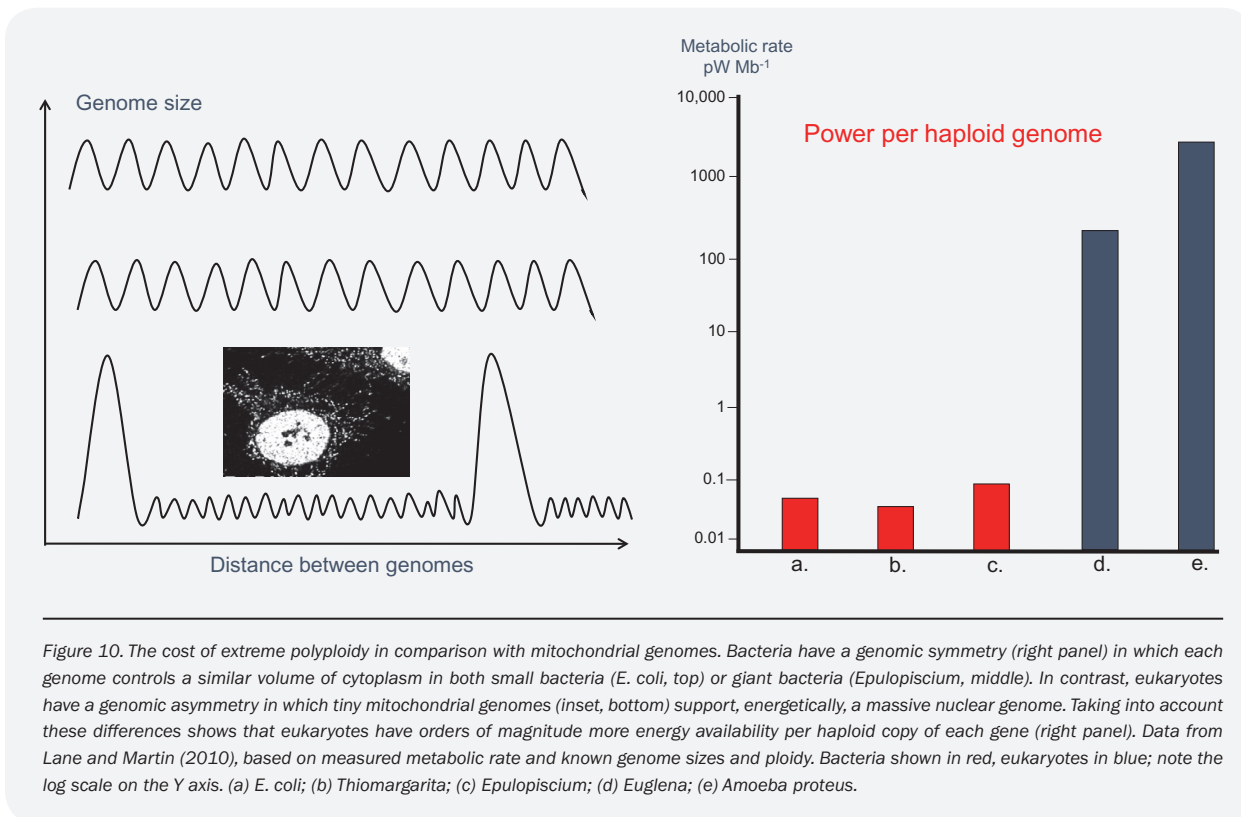 Genome size
Distance between genomes
Metabolic rate
pW Mb-1
Power per haploid genome
10,000
1000
100
10
1
0.1
0.01
a.
b.
c.
d.
e.
Figure 10. The cost of extreme polyploidy in comparison with mitochondrial genomes. Bacteria have a genomic symmetry (right panel) in which each
genome controls a similar volume of cytoplasm in both small bacteria (E. coli, top) or giant bacteria (Epulopiscium, middle). In contrast, eukaryotes
have a genomic asymmetry in which tiny mitochondrial genomes (inset, bottom) support, energetically, a massive nuclear genome. Taking into account
these differences shows that eukaryotes have orders of magnitude more energy availability per haploid copy of each gene (right panel). Data from
Lane and Martin (2010), based on measured metabolic rate and known genome sizes and ploidy. Bacteria shown in red, eukaryotes in blue; note the
log scale on the Y axis. (a) E. coli; (b) Thiomargarita; (c) Epulopiscium; (d) Euglena; (e) Amoeba proteus.